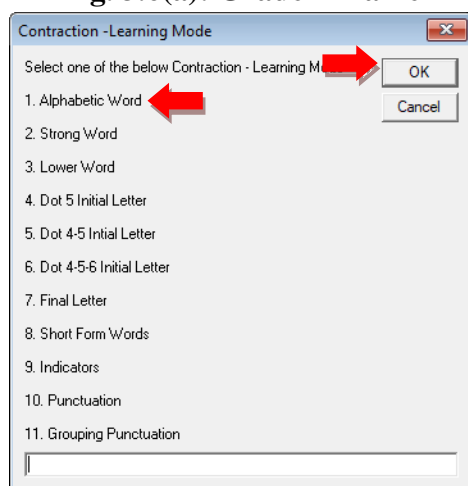 Contraction -Learning Mode
Select one of the below Contraction - Learning
OK
1. Alphabetic Word
Cancel
2. Strong Word
3. Lower Word
4. Dot 5 Initial Letter
5. Dot 4-5 Intial Letter
6. Dot 4-5-6 Initial Letter
7. Final Letter
8. Short Form Words
9. Indicators
10. Punctuation
11. Grouping Punctuation